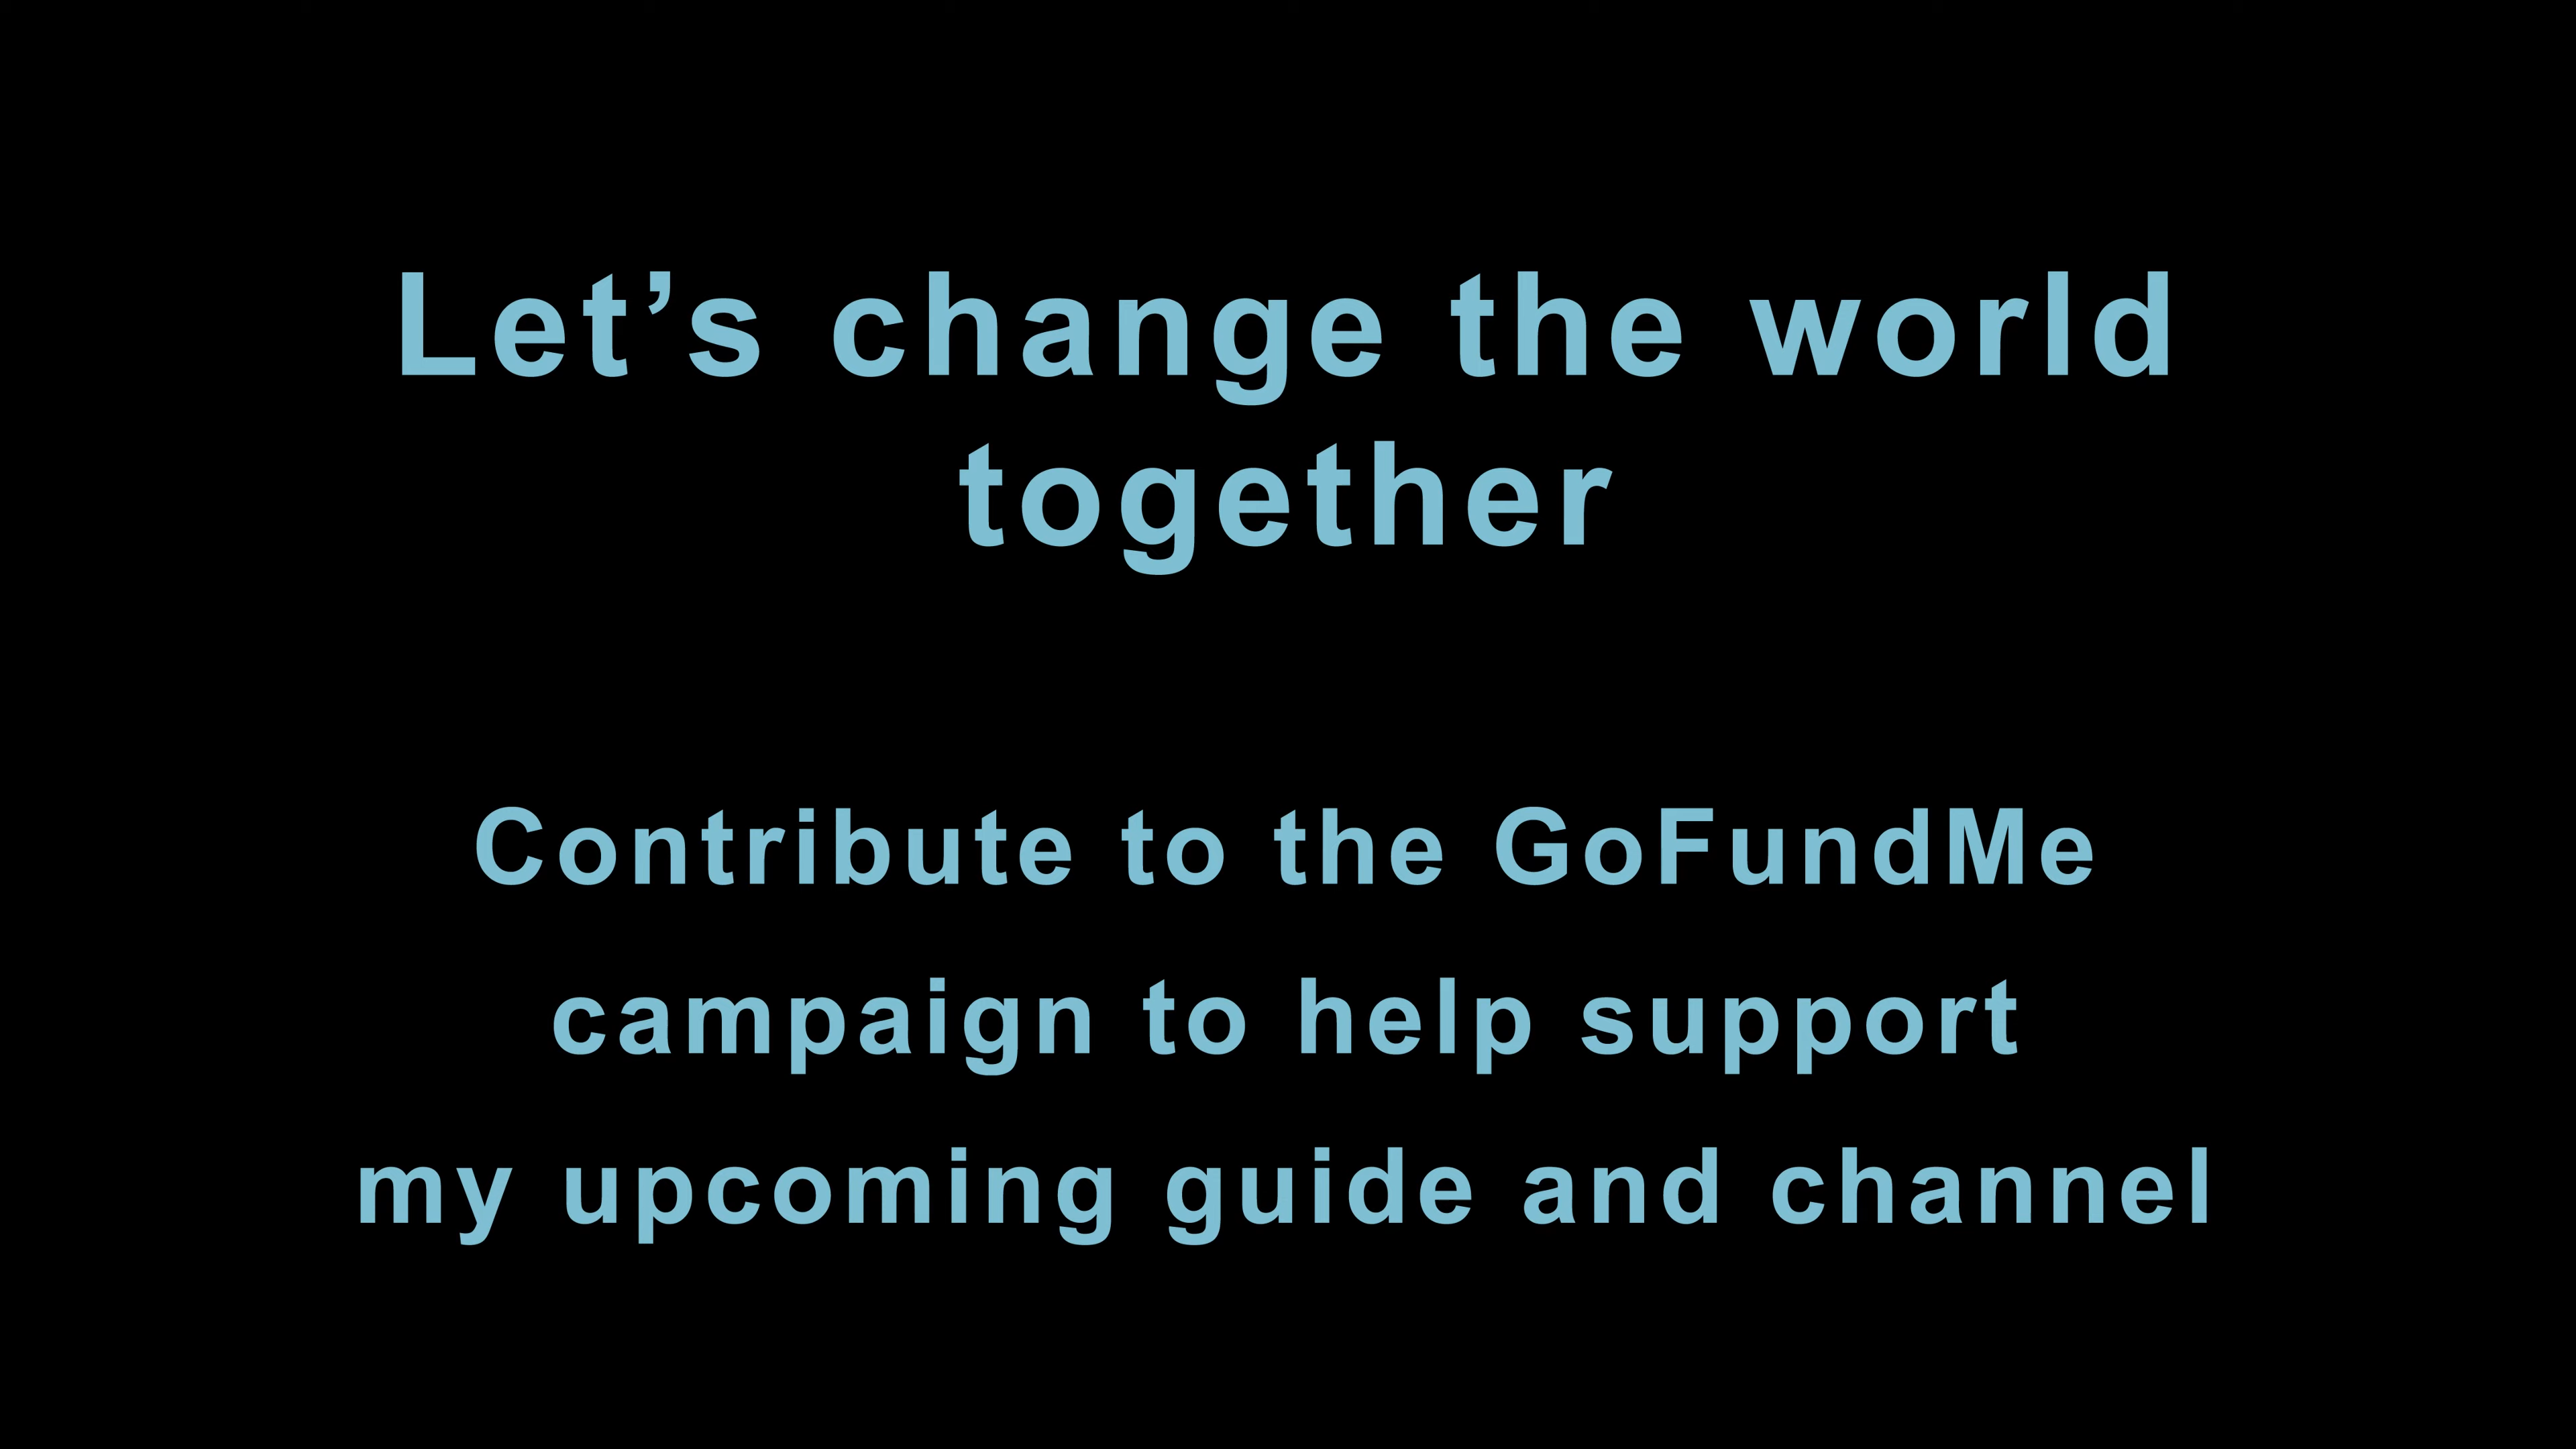 Let’s change the world
together
Contribute to the GoFundMe
campaign to help support
my upcoming guide and channel